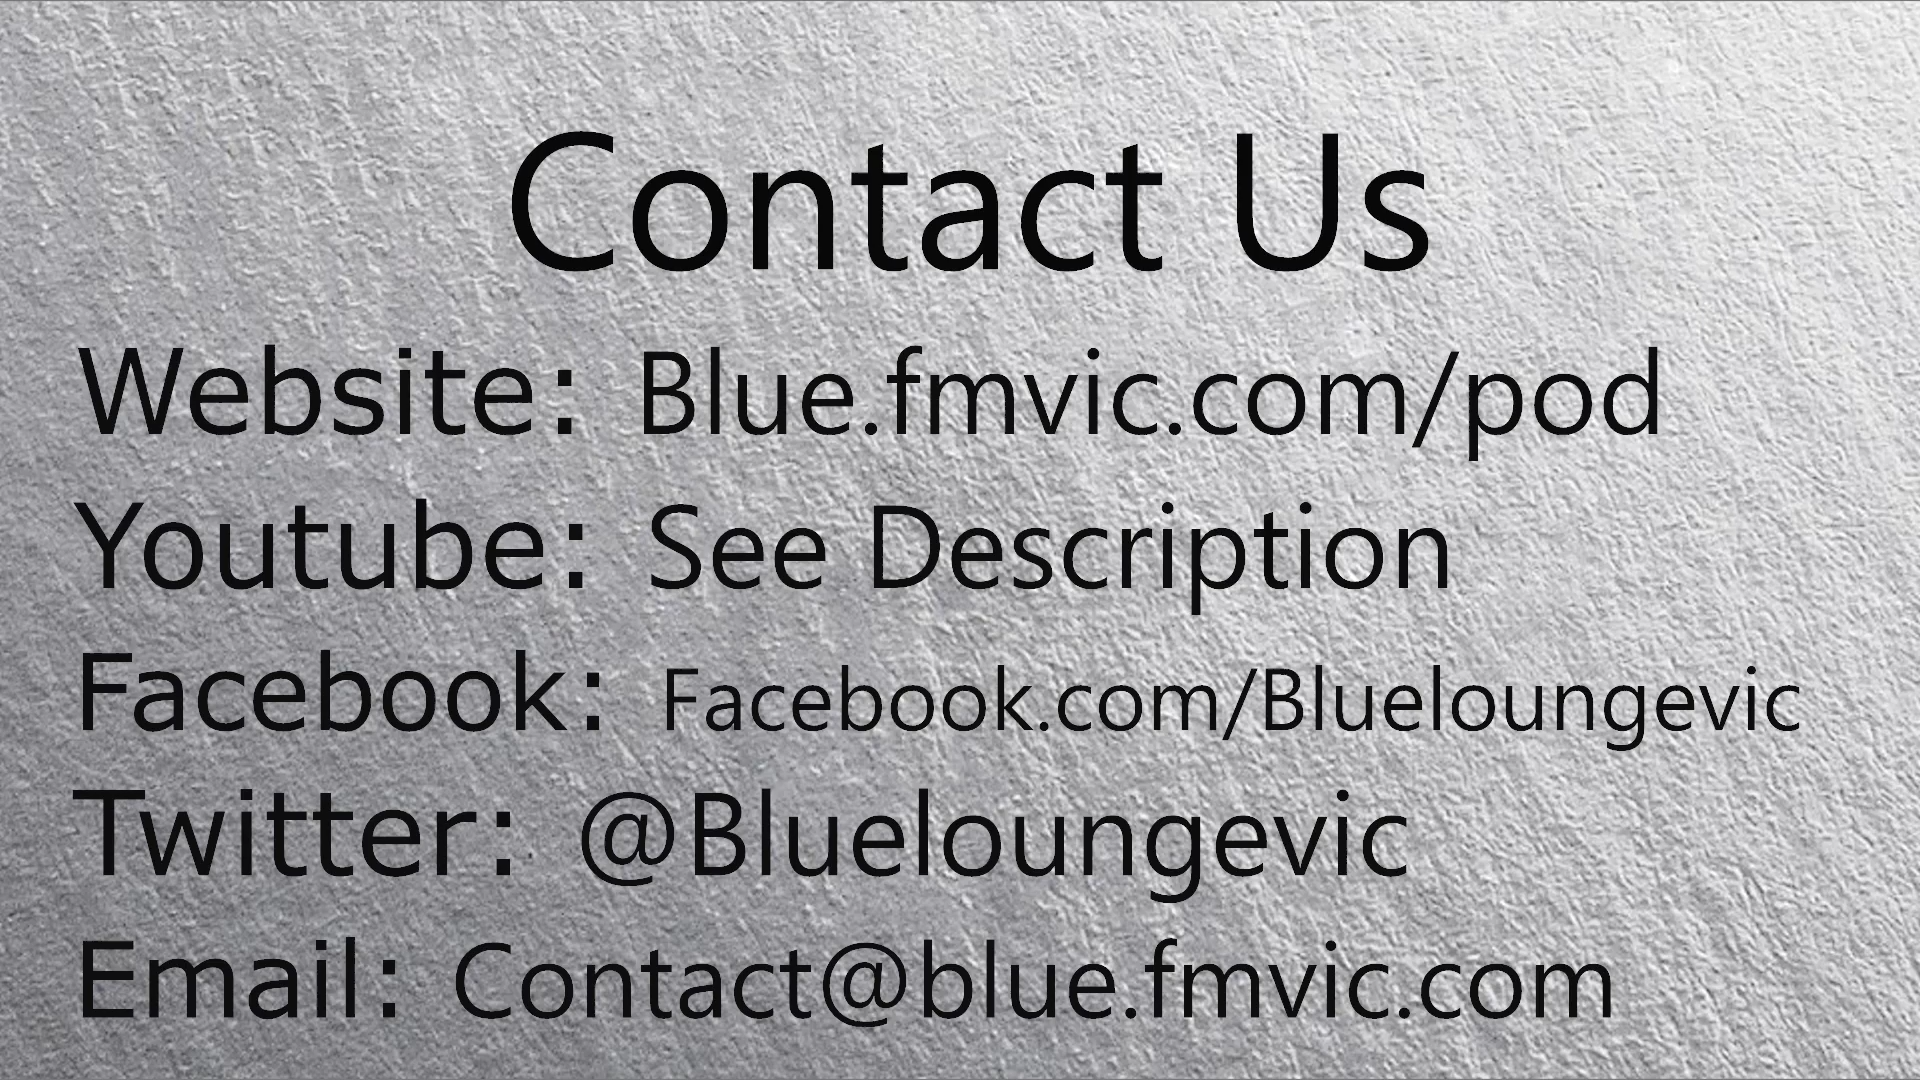 Contact Us
Website: Blue.fmvic.com/pod
Youtube: See Description
Facebook: Facebook.com/Blueloungevic
Twitter: @Blueloungevic
Email: Contact@blue.fmvic.com